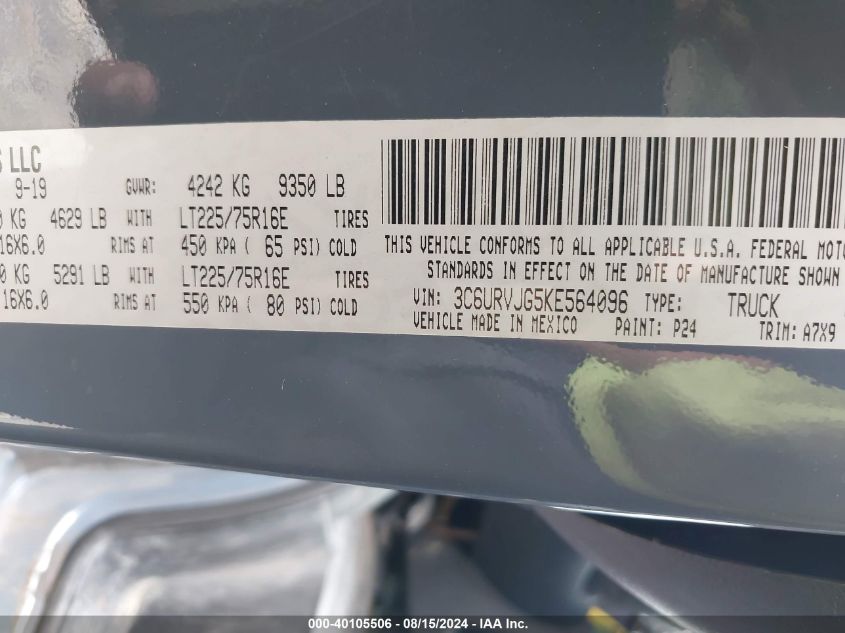 S LLC
9-19 GVWR: 4242 KG 9350 LB
0 KG 4629 LB WITH LT225/75R16E TIRES
16X6.0 RIMS AT 450 KPA ( 65 PSI) COLD
0 KG 5291 LB WITH LT225/75R16E TIRES
16X6.0 RIMS AT 550 KPA ( 80 PSI) COLD
THIS VEHICLE CONFORMS TO ALL APPLICABLE U.S.A. FEDERAL MOTO
STANDARDS IN EFFECT ON THE DATE OF MANUFACTURE SHOWN
VIN: 3C6URVJG5KE564096 TYPE: TRUCK
VEHICLE MADE IN MEXICO PAINT: P24 TRIM: A7X9
000-40105506 - 08/15/2024 - IAA Inc.